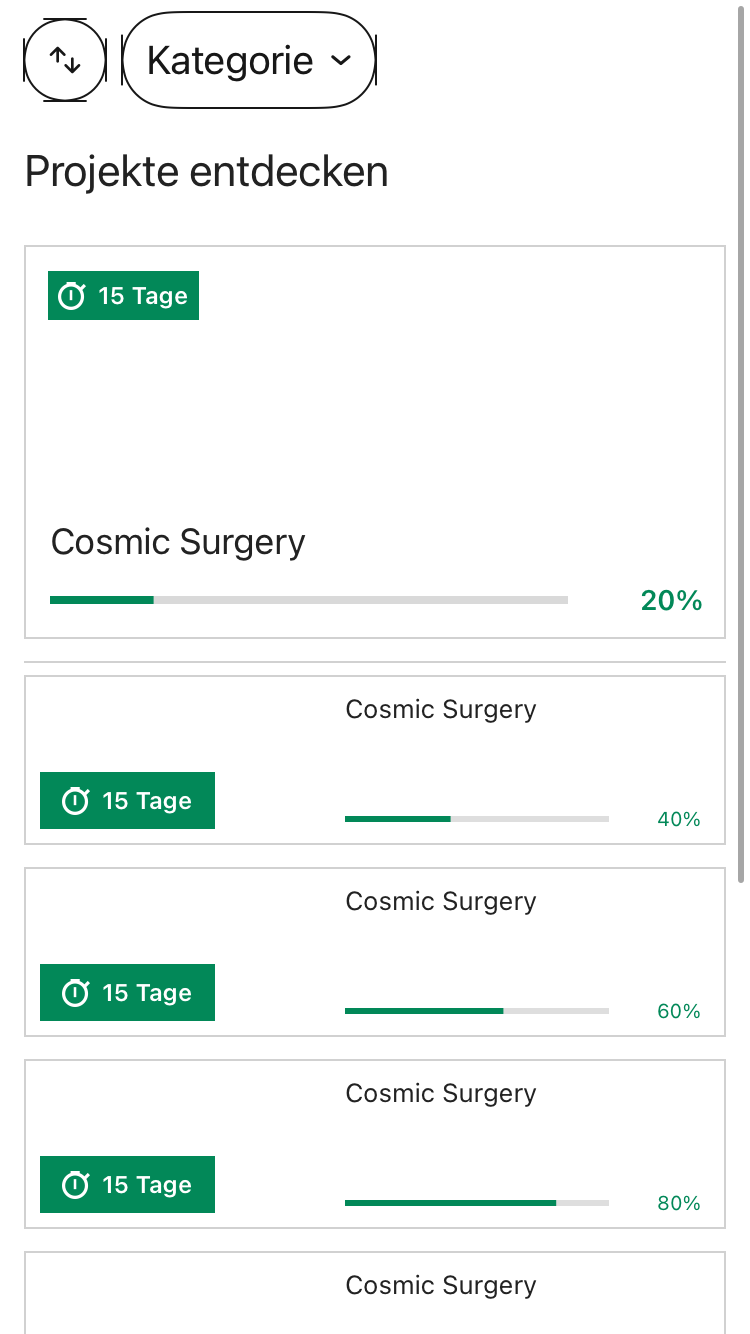 Kategorie
Projekte entdecken
15 Tage
Cosmic Surgery
20%
Cosmic Surgery
15 Tage
40%
Cosmic Surgery
15 Tage
60%
Cosmic Surgery
15 Tage
80%
Cosmic Surgery